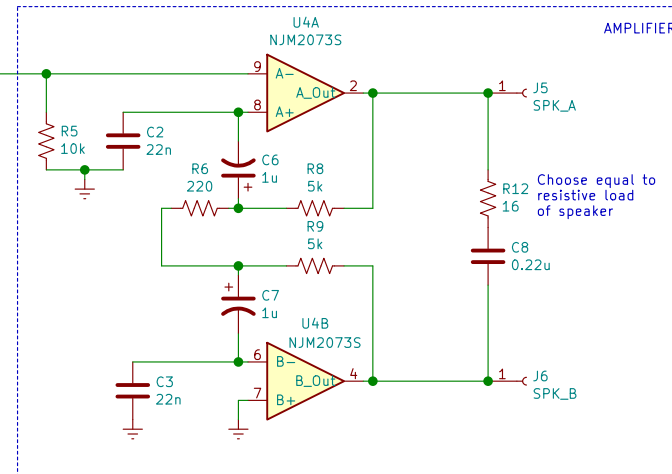 AMPLIFIER
U4A
NJM2073S
9
A-
A_Out
2
8
A+
1
J5
SPK_A
R5
10k
C2
22n
C6
1u
+
R6
220
R8
5k
R9
5k
R12
16
Choose equal to
resistive load
of speaker
C8
0.22u
+
C7
1u
U4B
NJM2073S
6
B-
B_Out
4
7
B+
C3
22n
1
J6
SPK_B